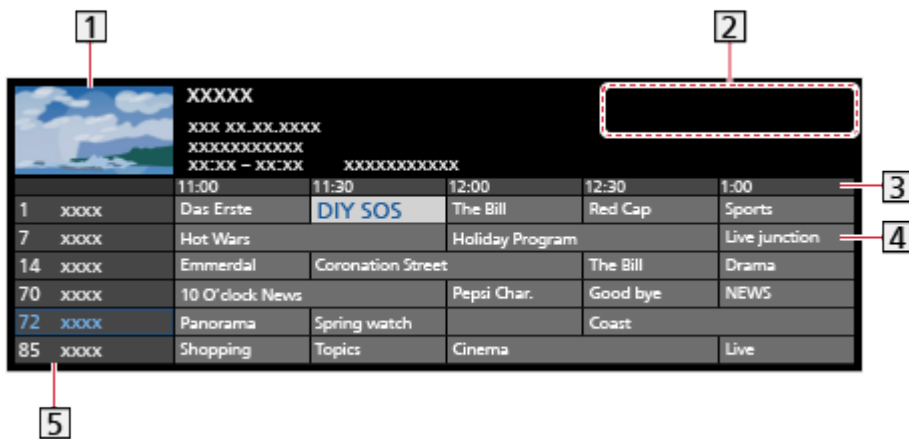 1 2
XXXXX
XXX XX.XX.XXXX
XXXXXXXXXXX
XX:XX – XX:XX XXXXXXXXXXX
11:00 11:30 12:00 12:30 1:00 3
1 XXXX Das Erste DIY SOS The Bill Red Cap Sports
7 XXXX Hot Wars Holiday Program Live junction 4
14 XXXX Emmerdal Coronation Street The Bill Drama
70 XXXX 10 O'clock News Pepsi Char. Good bye NEWS
72 XXXX Panorama Spring watch Coast
85 XXXX Shopping Topics Cinema Live
5